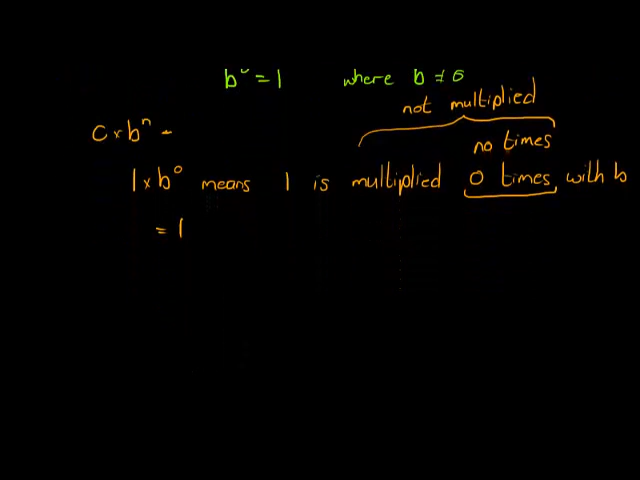 b⁰ = 1 where b ≠ 0
not multiplied
c × bⁿ =
no times
1 × b⁰ means 1 is multiplied 0 times with b
= 1